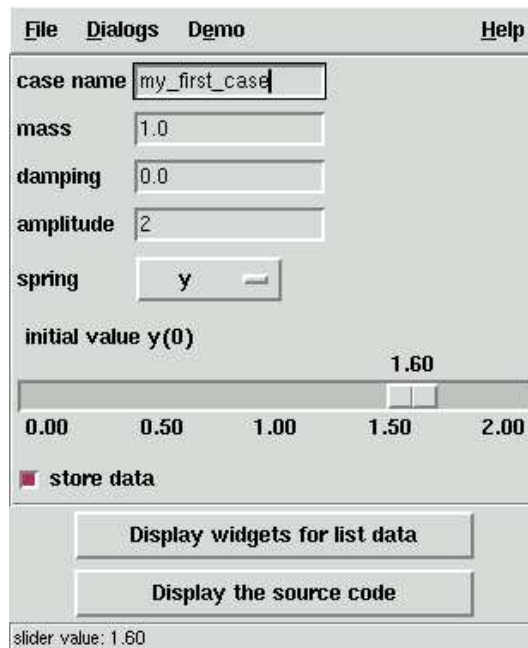 File Dialogs Demo Help
case name my_first_case
mass 1.0
damping 0.0
amplitude 2
spring y
initial value y(0)
1.60
0.00 0.50 1.00 1.50 2.00
store data
Display widgets for list data
Display the source code
slider value: 1.60